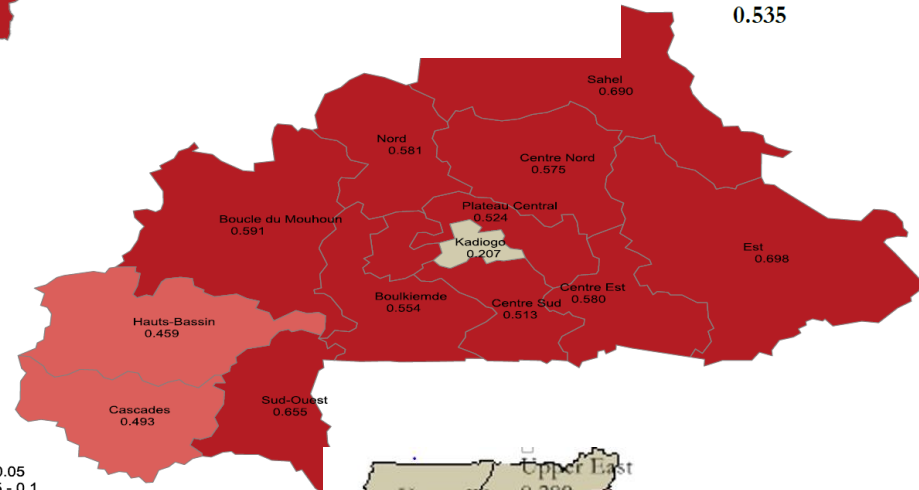 0.535
Sahel
0.690
Nord
0.581
Centre Nord
0.575
Plateau Central
0.524
Boucle du Mouhoun
0.591
Kadiogo
0.207
Est
0.698
Centre Est
0.580
Boulkiemde
0.554
Centre Sud
0.513
Hauts-Bassin
0.459
Sud-Ouest
0.655
Cascades
0.493
Upper East
0.05
- 0.1